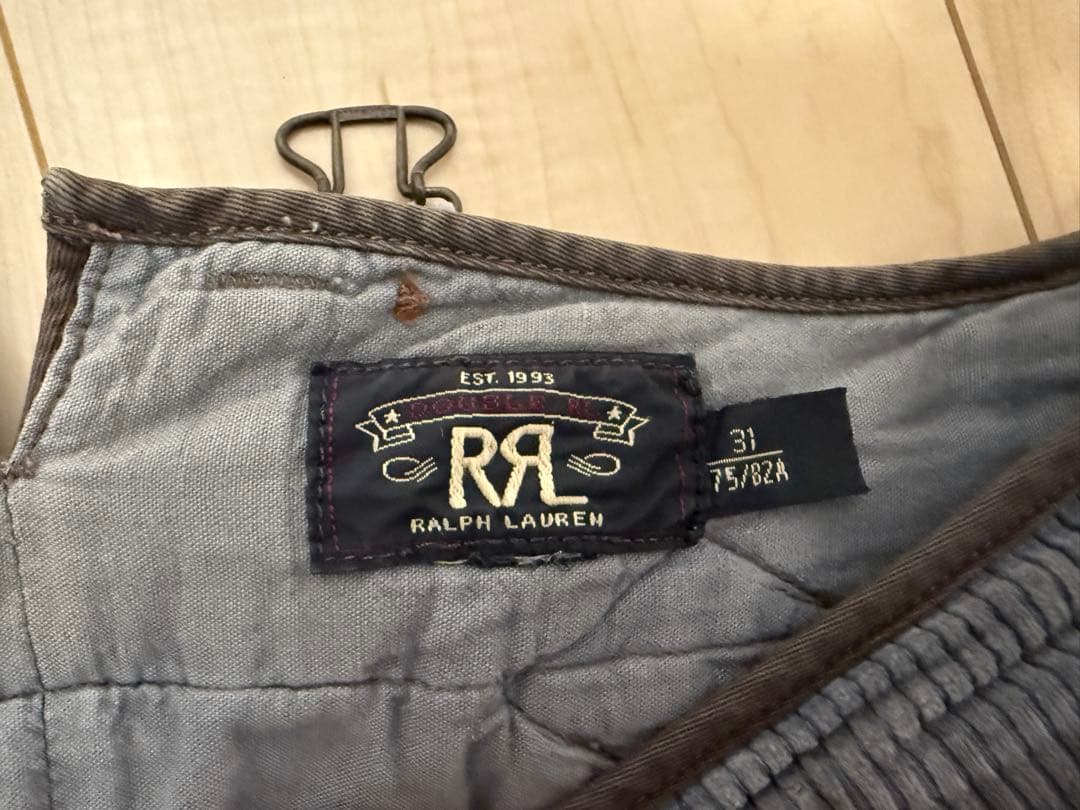 EST. 1993
DOUBLE RL
RRL
RALPH LAUREN
31
75/82A